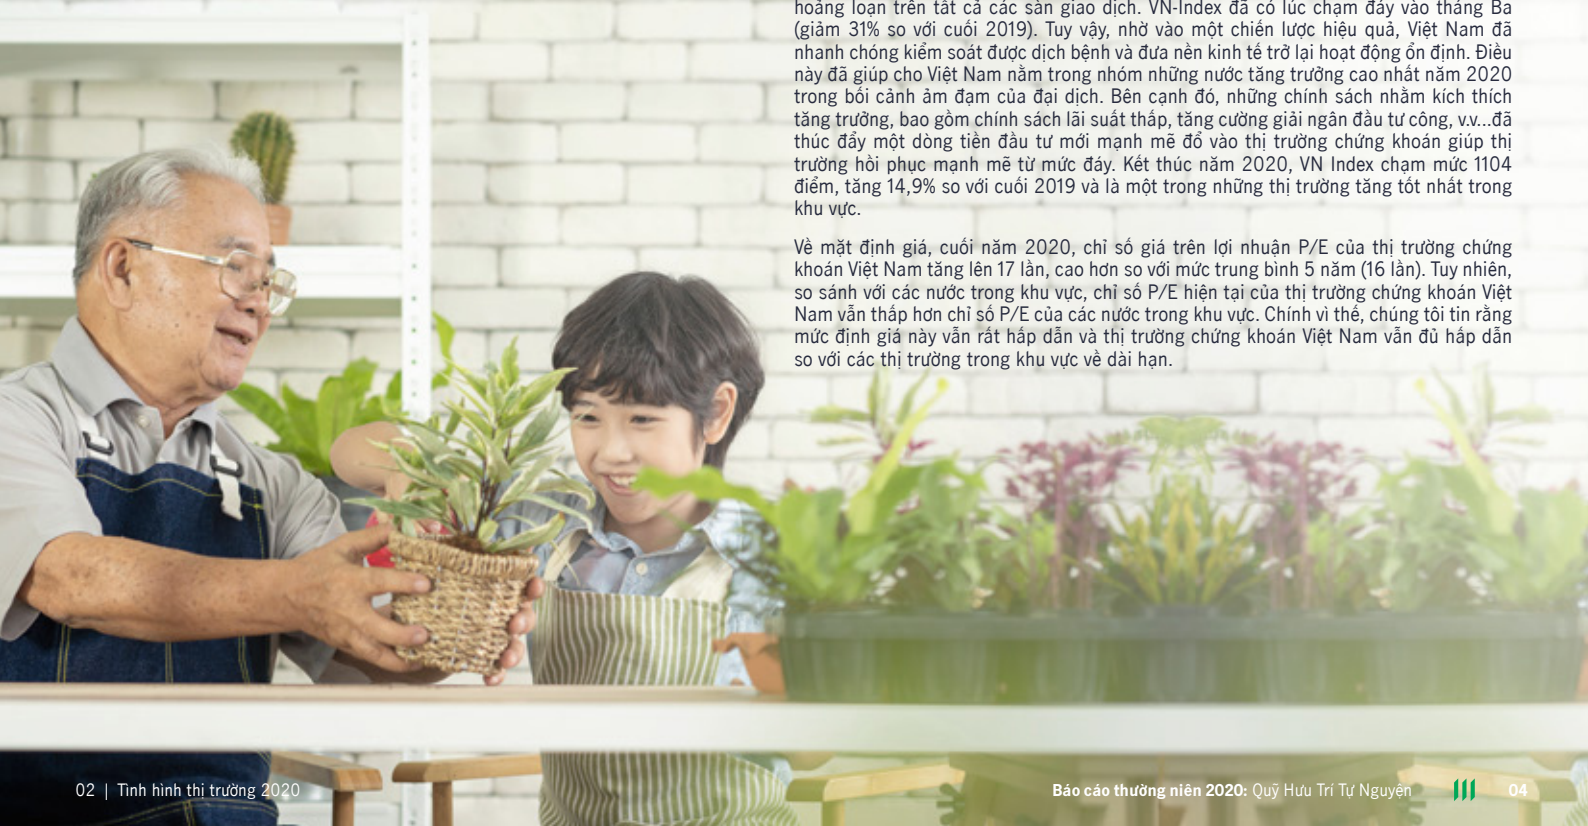 hoảng loạn trên tất cả các sàn giao dịch. VN-Index đã có lúc chạm đáy vào tháng Ba
(giảm 31% so với cuối 2019). Tuy vậy, nhờ vào một chiến lược hiệu quả, Việt Nam đã
nhanh chóng kiểm soát được dịch bệnh và đưa nền kinh tế trở lại hoạt động ổn định. Điều
này đã giúp cho Việt Nam nằm trong nhóm những nước tăng trưởng cao nhất năm 2020
trong bối cảnh ảm đạm của đại dịch. Bên cạnh đó, những chính sách nhằm kích thích
tăng trưởng, bao gồm chính sách lãi suất thấp, tăng cường giải ngân đầu tư công, v.v...đã
thúc đẩy một dòng tiền đầu tư mới mạnh mẽ đổ vào thị trường chứng khoán giúp thị
trường hồi phục mạnh mẽ từ mức đáy. Kết thúc năm 2020, VN Index chạm mức 1104
điểm, tăng 14,9% so với cuối 2019 và là một trong những thị trường tăng tốt nhất trong
khu vực.
Về mặt định giá, cuối năm 2020, chỉ số giá trên lợi nhuận P/E của thị trường chứng
khoán Việt Nam tăng lên 17 lần, cao hơn so với mức trung bình 5 năm (16 lần). Tuy nhiên,
so sánh với các nước trong khu vực, chỉ số P/E hiện tại của thị trường chứng khoán Việt
Nam vẫn thấp hơn chỉ số P/E của các nước trong khu vực. Chính vì thế, chúng tôi tin rằng
mức định giá này vẫn rất hấp dẫn và thị trường chứng khoán Việt Nam vẫn đủ hấp dẫn
so với các thị trường trong khu vực về dài hạn.
02 | Tình hình thị trường 2020
Báo cáo thường niên 2020: Quỹ Hưu Trí Tự Nguyện
04